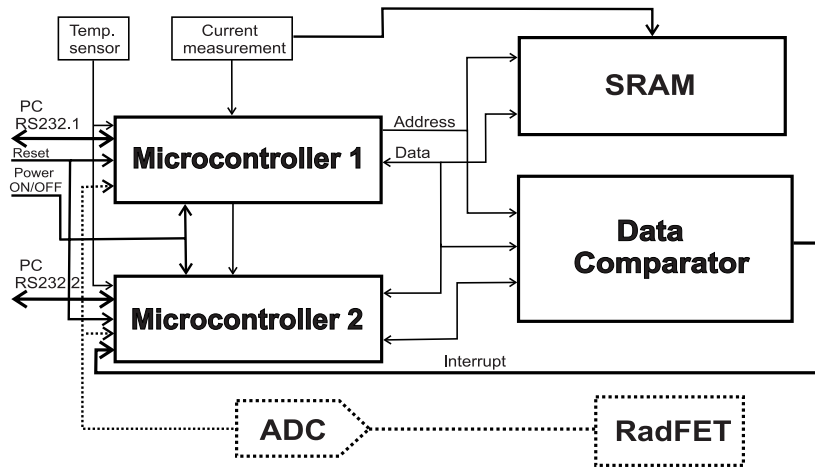 Temp.
sensor
Current
measurement
SRAM
PC
RS232.1
Address
Reset
Microcontroller 1
Data
Power
ON/OFF
Data
Comparator
PC
RS232.2
Microcontroller 2
Interrupt
ADC
RadFET